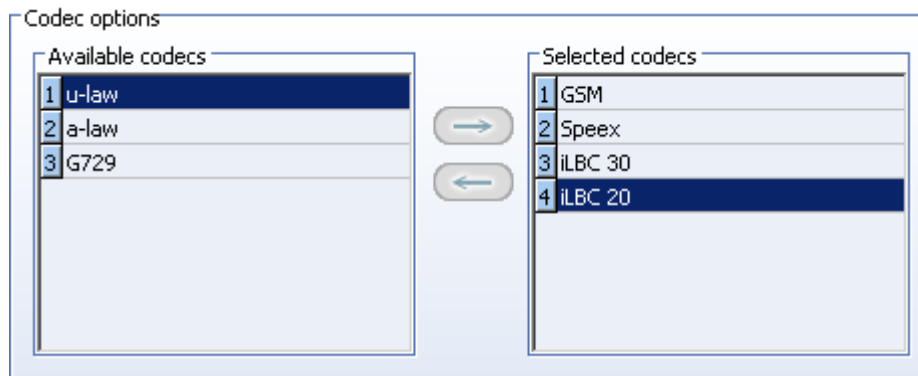 Codec options
Available codecs
1 u-law
2 a-law
3 G729
Selected codecs
1 GSM
2 Speex
3 iLBC 30
4 iLBC 20